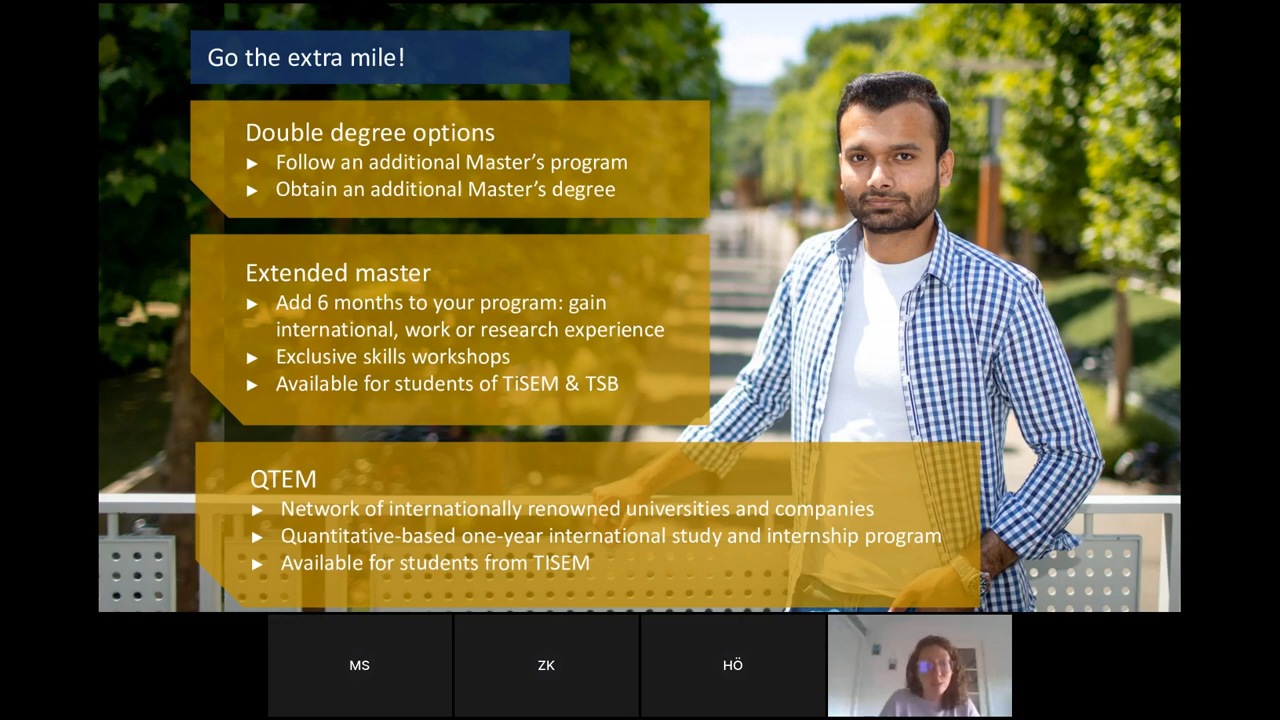 Go the extra mile!
Double degree options
► Follow an additional Master’s program
► Obtain an additional Master’s degree
Extended master
► Add 6 months to your program: gain
international, work or research experience
► Exclusive skills workshops
► Available for students of TiSEM & TSB
QTEM
► Network of internationally renowned universities and companies
► Quantitative-based one-year international study and internship program
► Available for students from TISEM
MS
ZK
HÖ